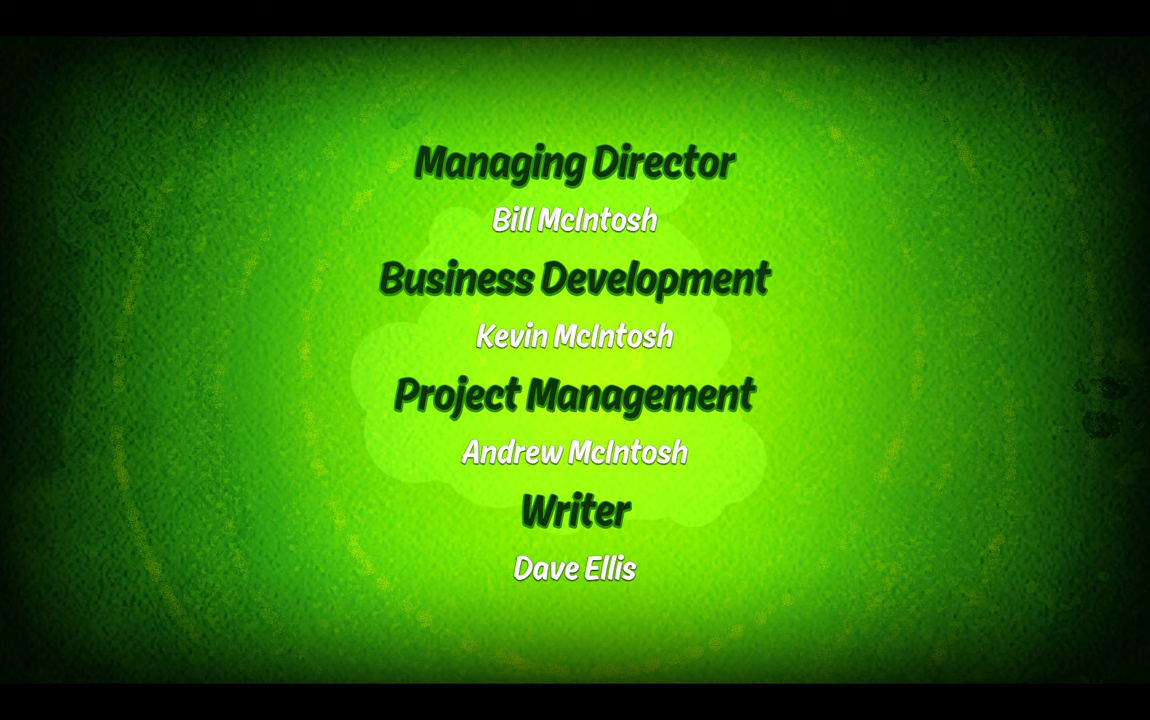 Managing Director
Bill McIntosh
Business Development
Kevin McIntosh
Project Management
Andrew McIntosh
Writer
Dave Ellis